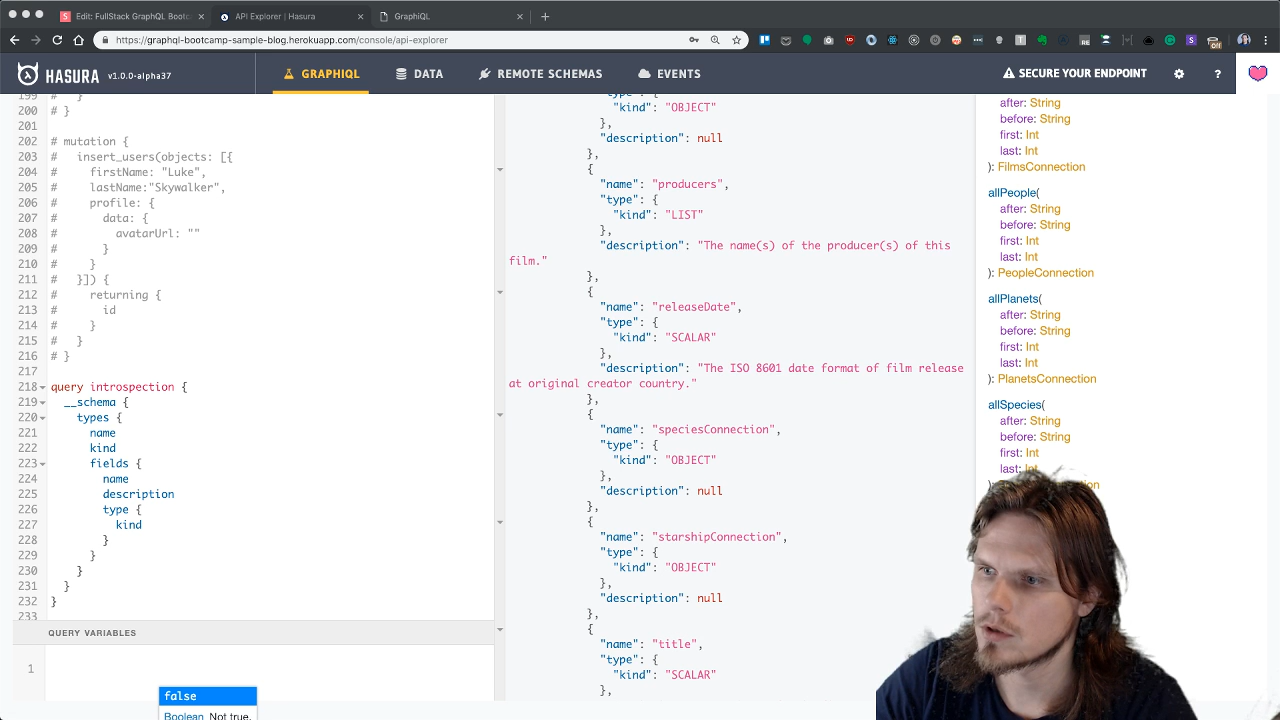 Edit: FullStack GraphQL Bootc
API Explorer | Hasura
GraphiQL
https://graphql-bootcamp-sample-blog.herokuapp.com/console/api-explorer
HASURA v1.0.0-alpha37
GRAPHIQL
DATA
REMOTE SCHEMAS
EVENTS
SECURE YOUR ENDPOINT
?
199 # }
200 # }
201
202 # mutation {
203 #   insert_users(objects: [{
204 #     firstName: "Luke",
205 #     lastName:"Skywalker",
206 #     profile: {
207 #       data: {
208 #         avatarUrl: ""
209 #       }
210 #     }
211 #   }]) {
212 #     returning {
213 #       id
214 #     }
215 #   }
216 # }
217
218 query introspection {
219   __schema {
220     types {
221       name
222       kind
223       fields {
224         name
225         description
226         type {
227           kind
228         }
229       }
230     }
231   }
232 }
233
QUERY VARIABLES
1
false
Boolean Not true.
"type": {
"kind": "OBJECT"
},
"description": null
},
{
"name": "producers",
"type": {
"kind": "LIST"
},
"description": "The name(s) of the producer(s) of this
film."
},
{
"name": "releaseDate",
"type": {
"kind": "SCALAR"
},
"description": "The ISO 8601 date format of film release
at original creator country."
},
{
"name": "speciesConnection",
"type": {
"kind": "OBJECT"
},
"description": null
},
{
"name": "starshipConnection",
"type": {
"kind": "OBJECT"
},
"description": null
},
{
"name": "title",
"type": {
"kind": "SCALAR"
},
after: String
before: String
first: Int
last: Int
): FilmsConnection
allPeople(
after: String
before: String
first: Int
last: Int
): PeopleConnection
allPlanets(
after: String
before: String
first: Int
last: Int
): PlanetsConnection
allSpecies(
after: String
before: String
first: Int
last: Int